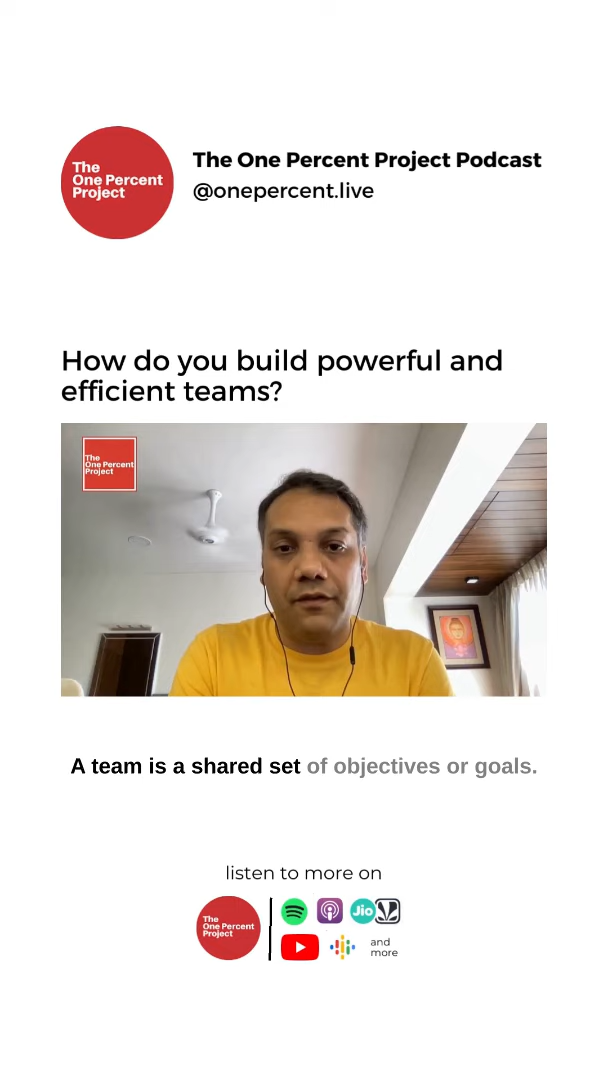 The
One Percent
Project
The One Percent Project Podcast
@onepercent.live
How do you build powerful and
efficient teams?
The
One Percent
Project
A team is a shared set of objectives or goals.
listen to more on
The
One Percent
Project
Jio
and
more